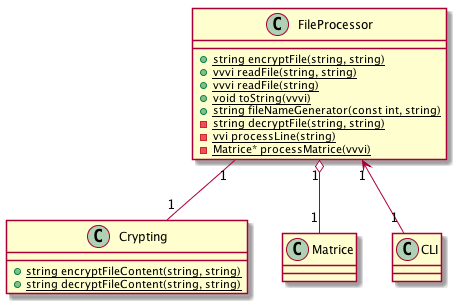 C FileProcessor
string encryptFile(string, string)
vvvi readFile(string, string)
vvvi readFile(string)
void toString(vvvi)
string fileNameGenerator(const int, string)
string decryptFile(string, string)
vvi processLine(string)
Matrice* processMatrice(vvvi)
1 1 1
1 1 1
C Crypting
string encryptFileContent(string, string)
string decryptFileContent(string, string)
C Matrice
C CLI